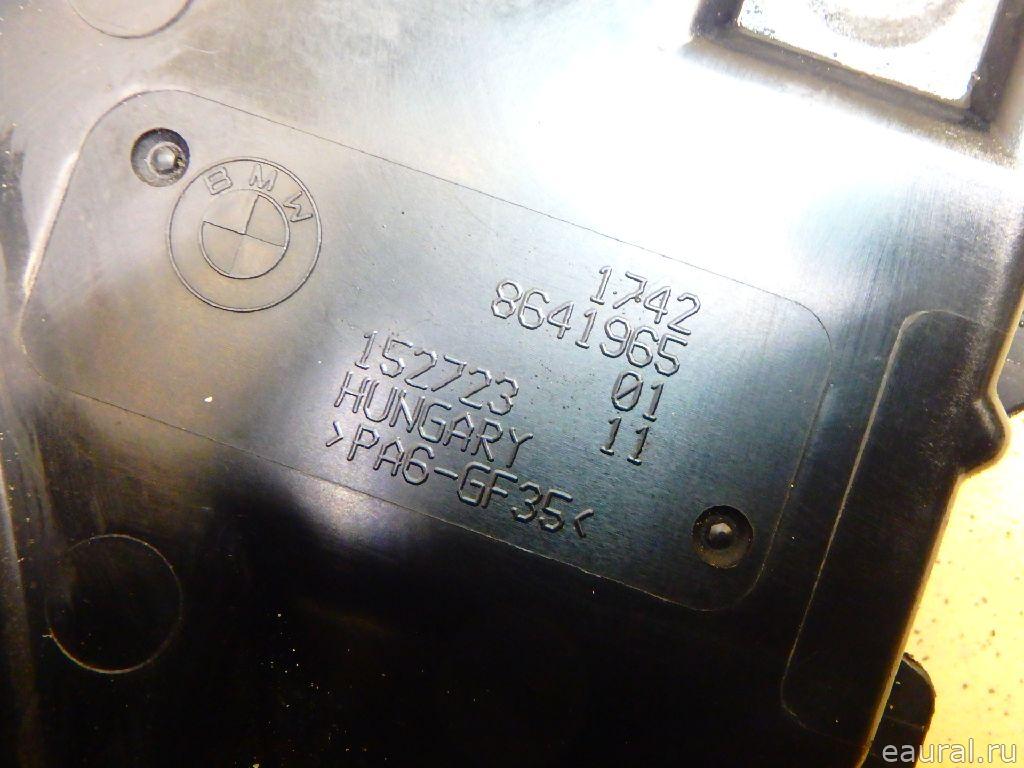 BMW
1742
8641965
152723 01
HUNGARY 11
>PA6-GF35<
eaural.ru